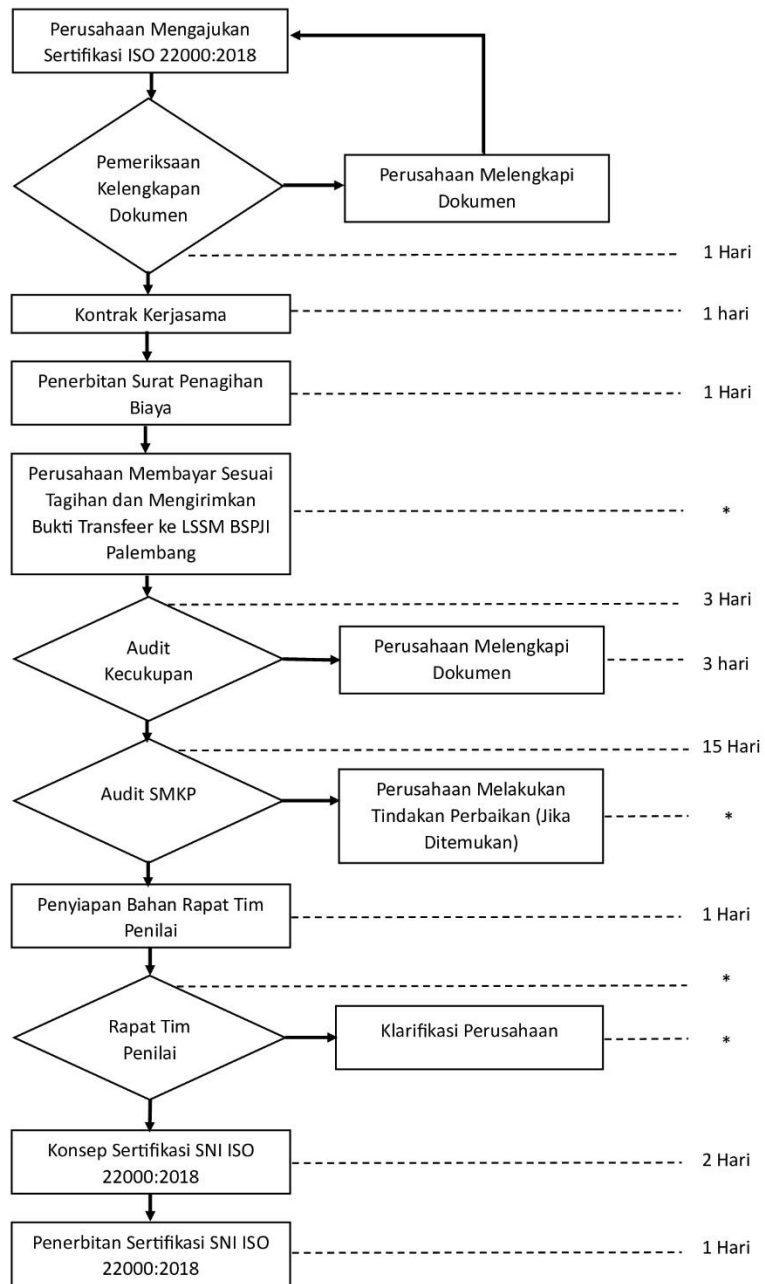 Perusahaan Mengajukan
Sertifikasi ISO 22000:2018
Pemeriksaan
Kelengkapan
Dokumen
Perusahaan Melengkapi
Dokumen
1 Hari
Kontrak Kerjasama
1 hari
Penerbitan Surat Penagihan
Biaya
1 Hari
Perusahaan Membayar Sesuai
Tagihan dan Mengirimkan
Bukti Transfeer ke LSSM BSPJI
Palembang
*
3 Hari
Audit
Kecukupan
Perusahaan Melengkapi
Dokumen
3 hari
15 Hari
Audit SMKP
Perusahaan Melakukan
Tindakan Perbaikan (Jika
Ditemukan)
*
Penyiapan Bahan Rapat Tim
Penilai
1 Hari
*
Rapat Tim
Penilai
Klarifikasi Perusahaan
*
Konsep Sertifikasi SNI ISO
22000:2018
2 Hari
Penerbitan Sertifikasi SNI ISO
22000:2018
1 Hari